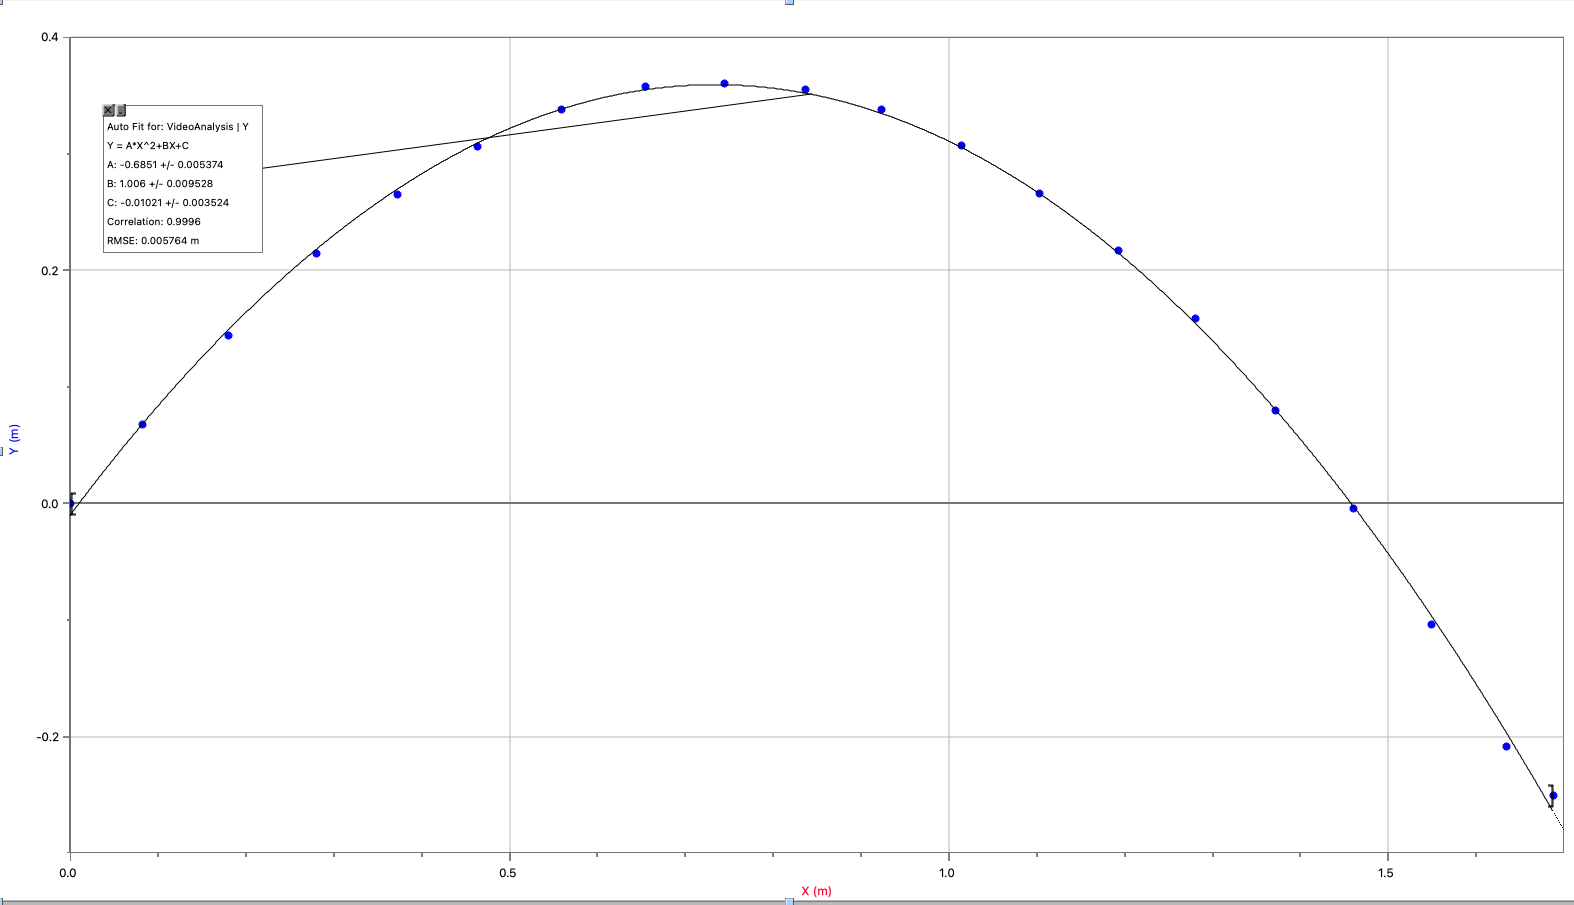 0.4
Auto Fit for: VideoAnalysis | Y
Y = A*X^2+BX+C
A: -0.6851 +/- 0.005374
B: 1.006 +/- 0.009528
C: -0.01021 +/- 0.003524
Correlation: 0.9996
RMSE: 0.005764 m
0.2
Y (m)
0.0
-0.2
0.0 0.5 1.0 1.5
X (m)